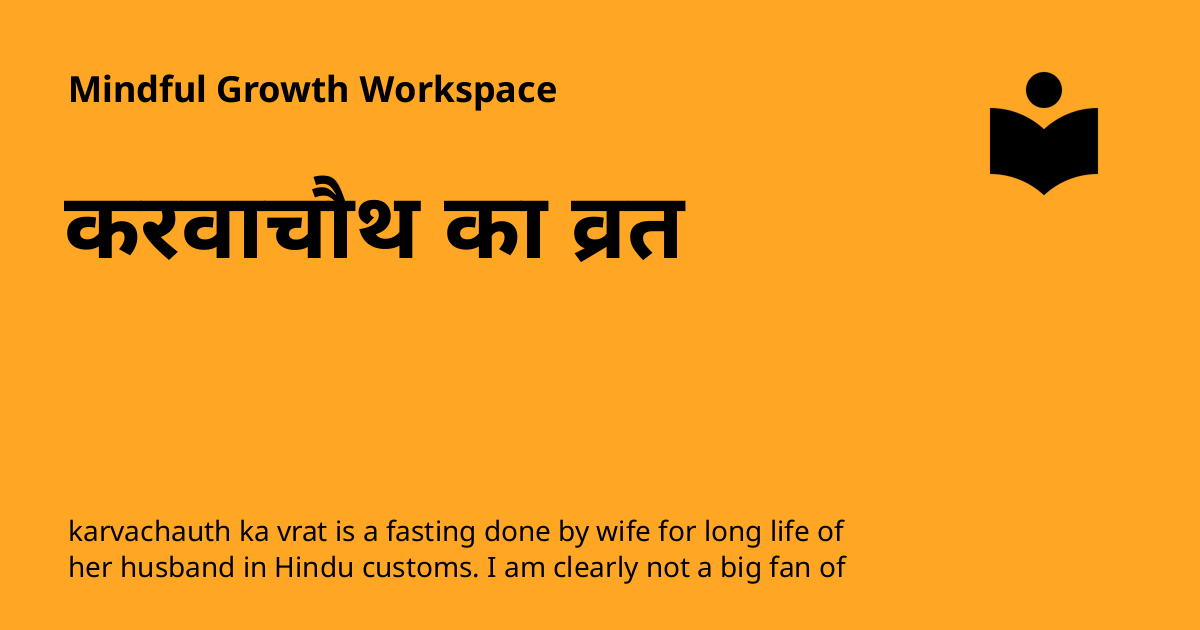 Mindful Growth Workspace
करवाचौथ का व्रत
karvachauth ka vrat is a fasting done by wife for long life of
her husband in Hindu customs. I am clearly not a big fan of